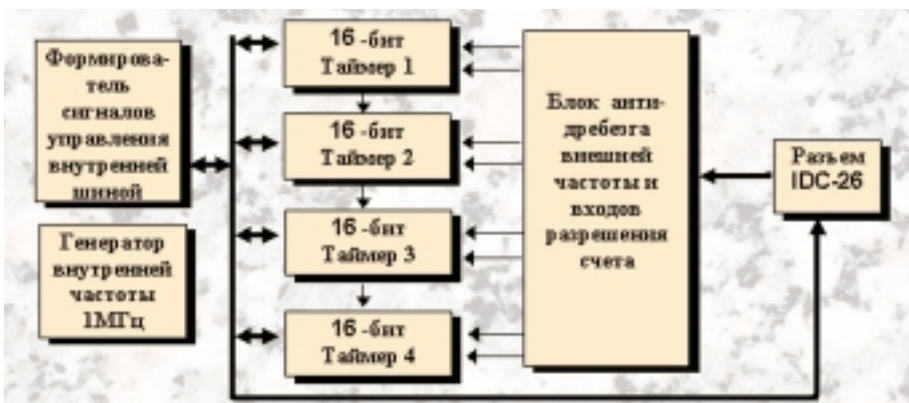 Формирова-
тель
сигналов
управления
внутренней
шиной
Генератор
внутренней
частоты
1МГц
16 -бит
Таймер 1
16 -бит
Таймер 2
16 -бит
Таймер 3
16 -бит
Таймер 4
Блок анти-
дребезга
внешней
частоты и
входов
разрешения
счета
Разъем
IDC-26